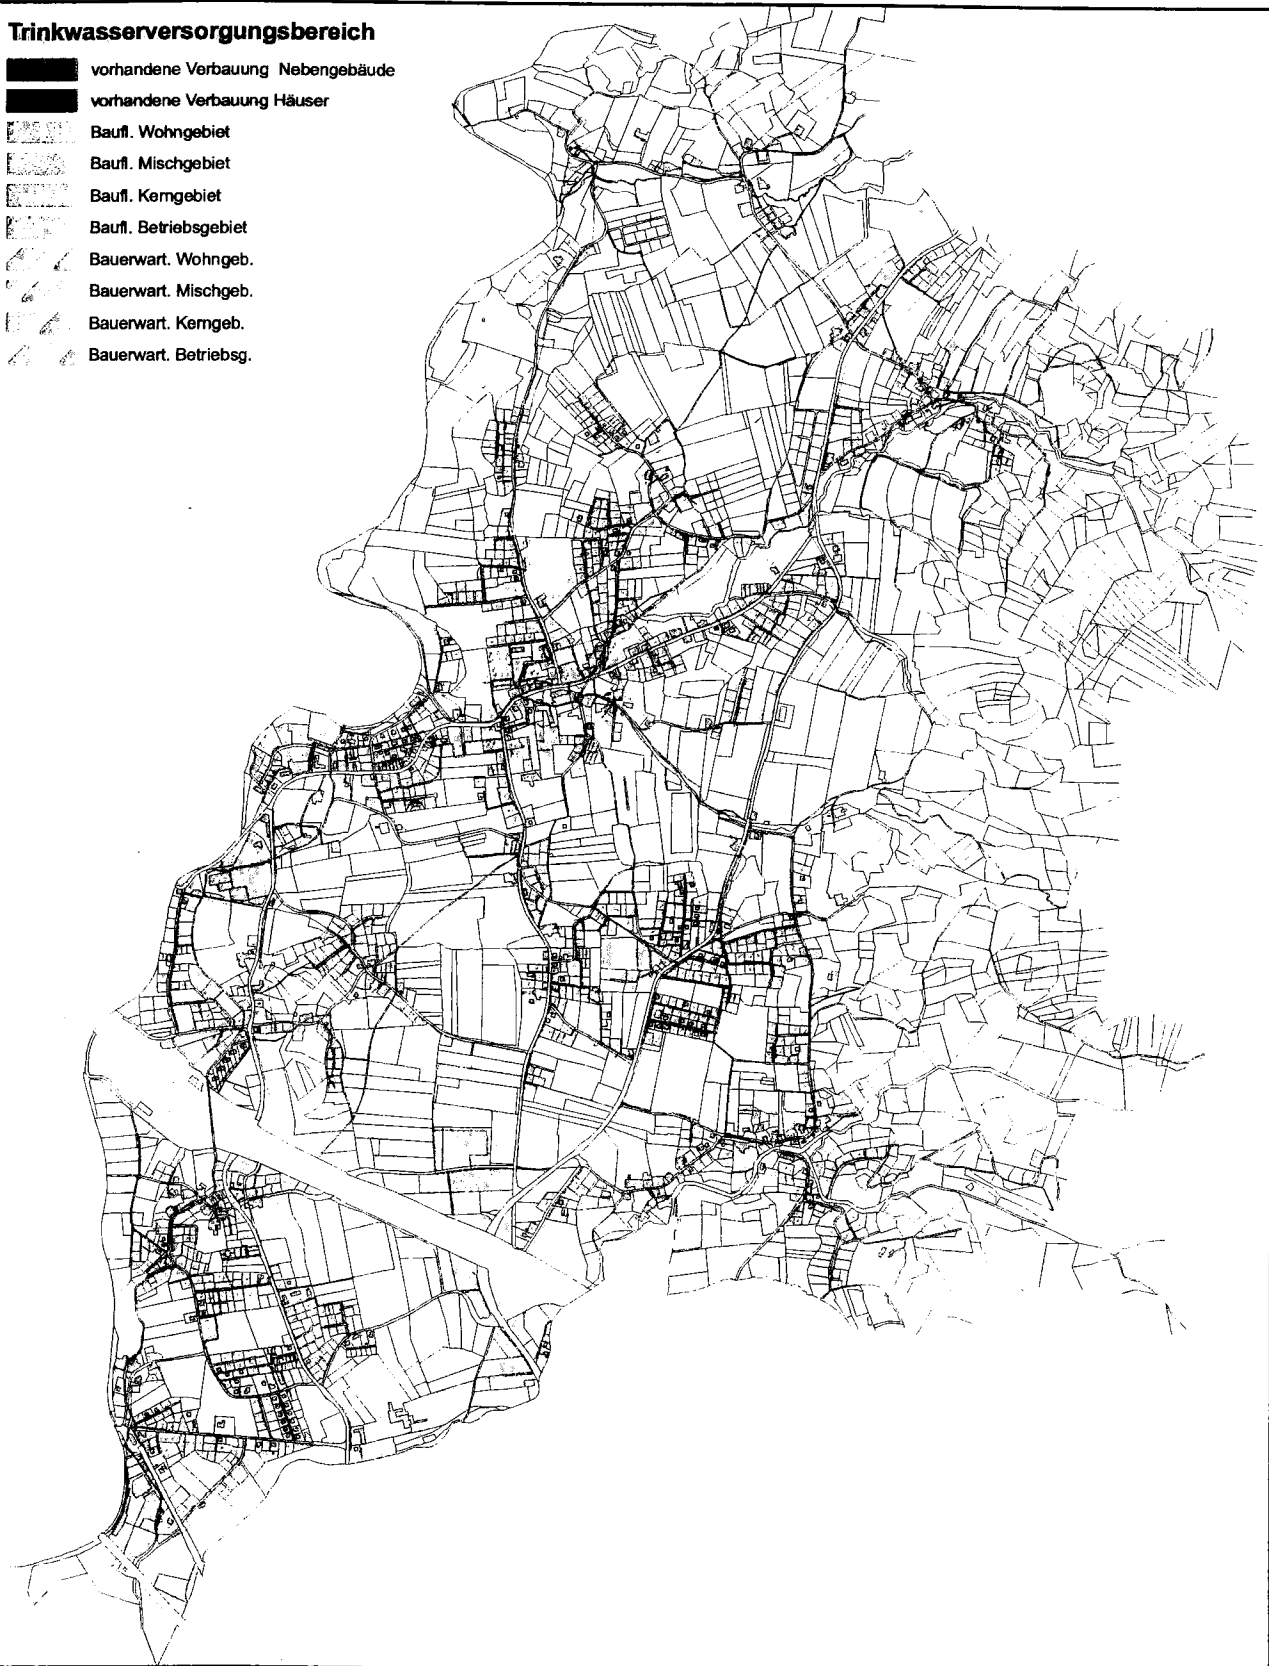 Trinkwasserversorgungsbereich
vorhandene Verbauung Nebengebäude
vorhandene Verbauung Häuser
Baufl. Wohngebiet
Baufl. Mischgebiet
Baufl. Kerngebiet
Baufl. Betriebsgebiet
Bauerwart. Wohngeb.
Bauerwart. Mischgeb.
Bauerwart. Kerngeb.
Bauerwart. Betriebsg.